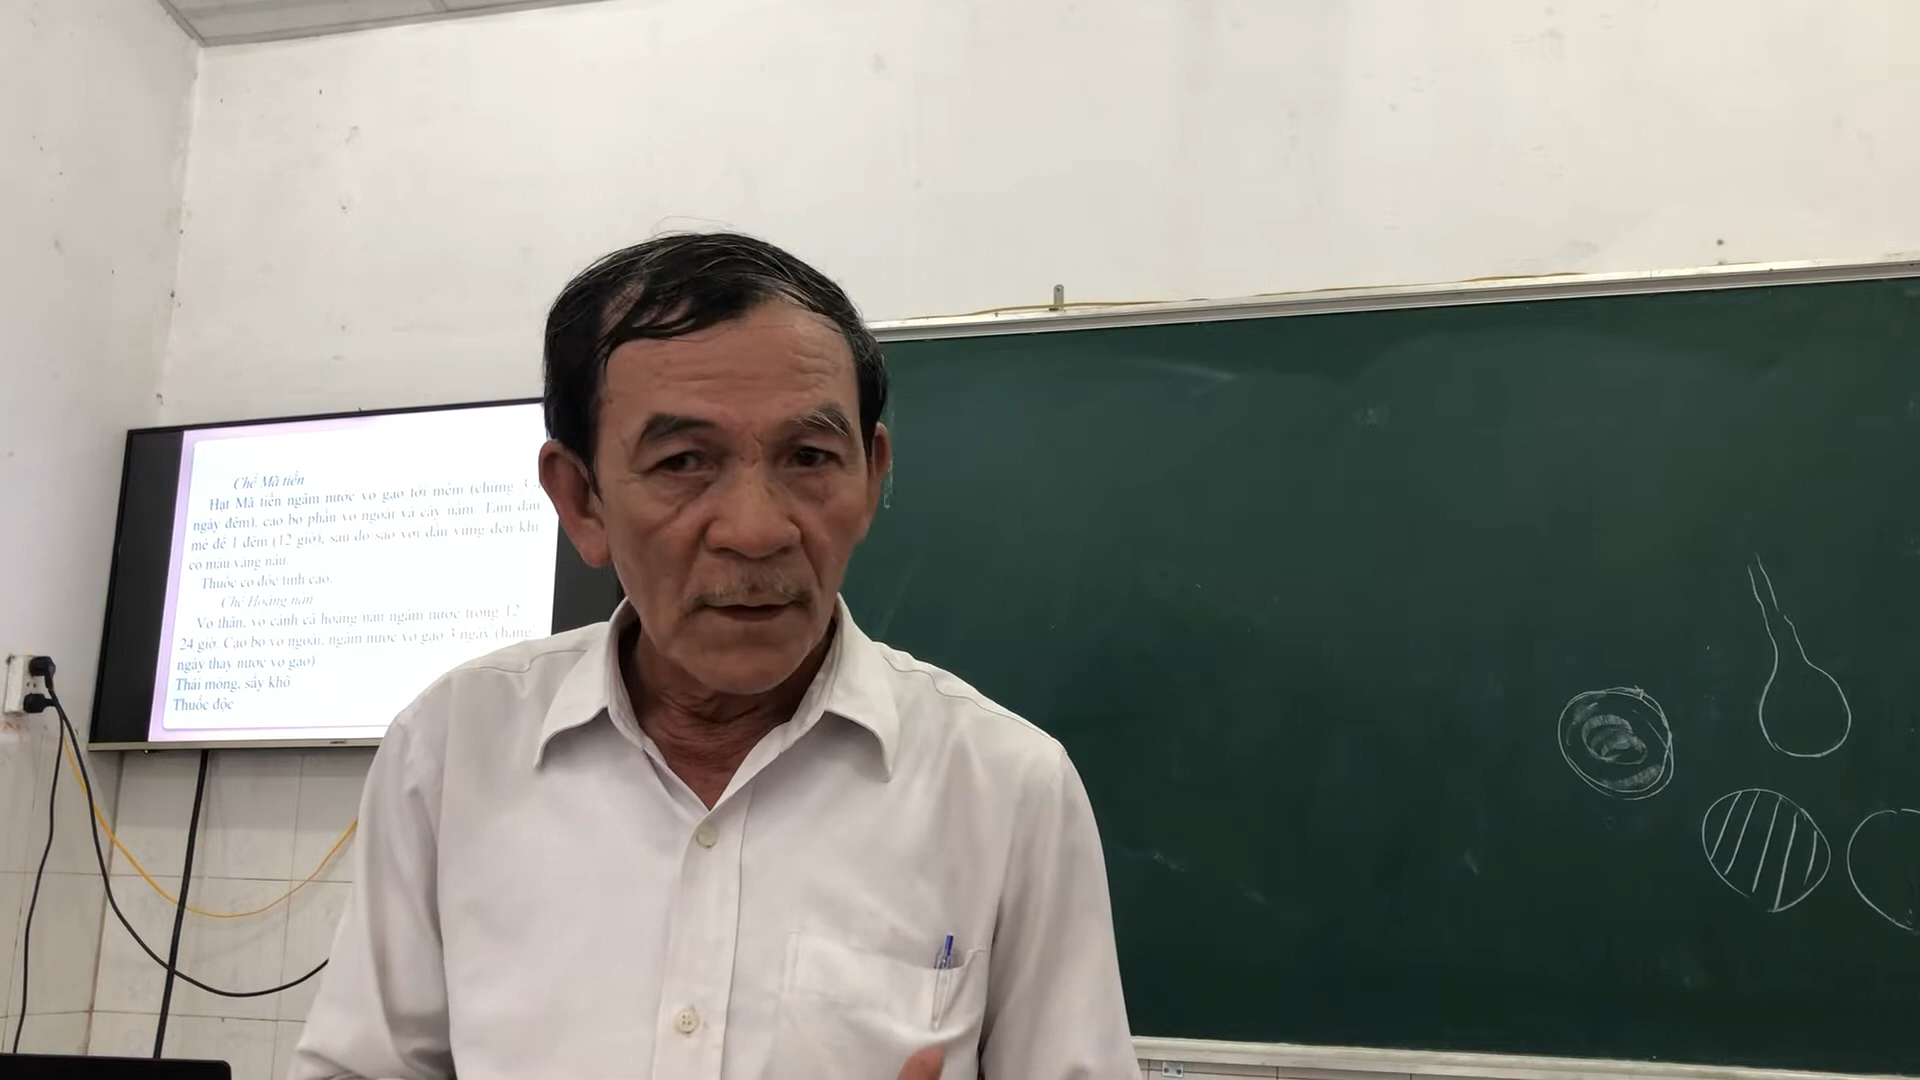 Chế Mã tiền
Hạt Mã tiền ngâm nước vo gạo tới mềm (chừng 3
ngày đêm), cạo bỏ phần vỏ ngoài và cây nấm. Tẩm dầu
mè để 1 đêm (12 giờ), sau đó sao với dầu vừng đến khi
có màu vàng nâu.
Thuốc có độc tính cao.
Chế Hoàng nàn
Vỏ thân, vỏ cành cả hoàng nàn ngâm nước trong 12
24 giờ. Cạo bỏ vỏ ngoài, ngâm nước vo gạo 3 ngày (hàng
ngày thay nước vo gạo)
Thái mỏng, sấy khô
Thuốc độc